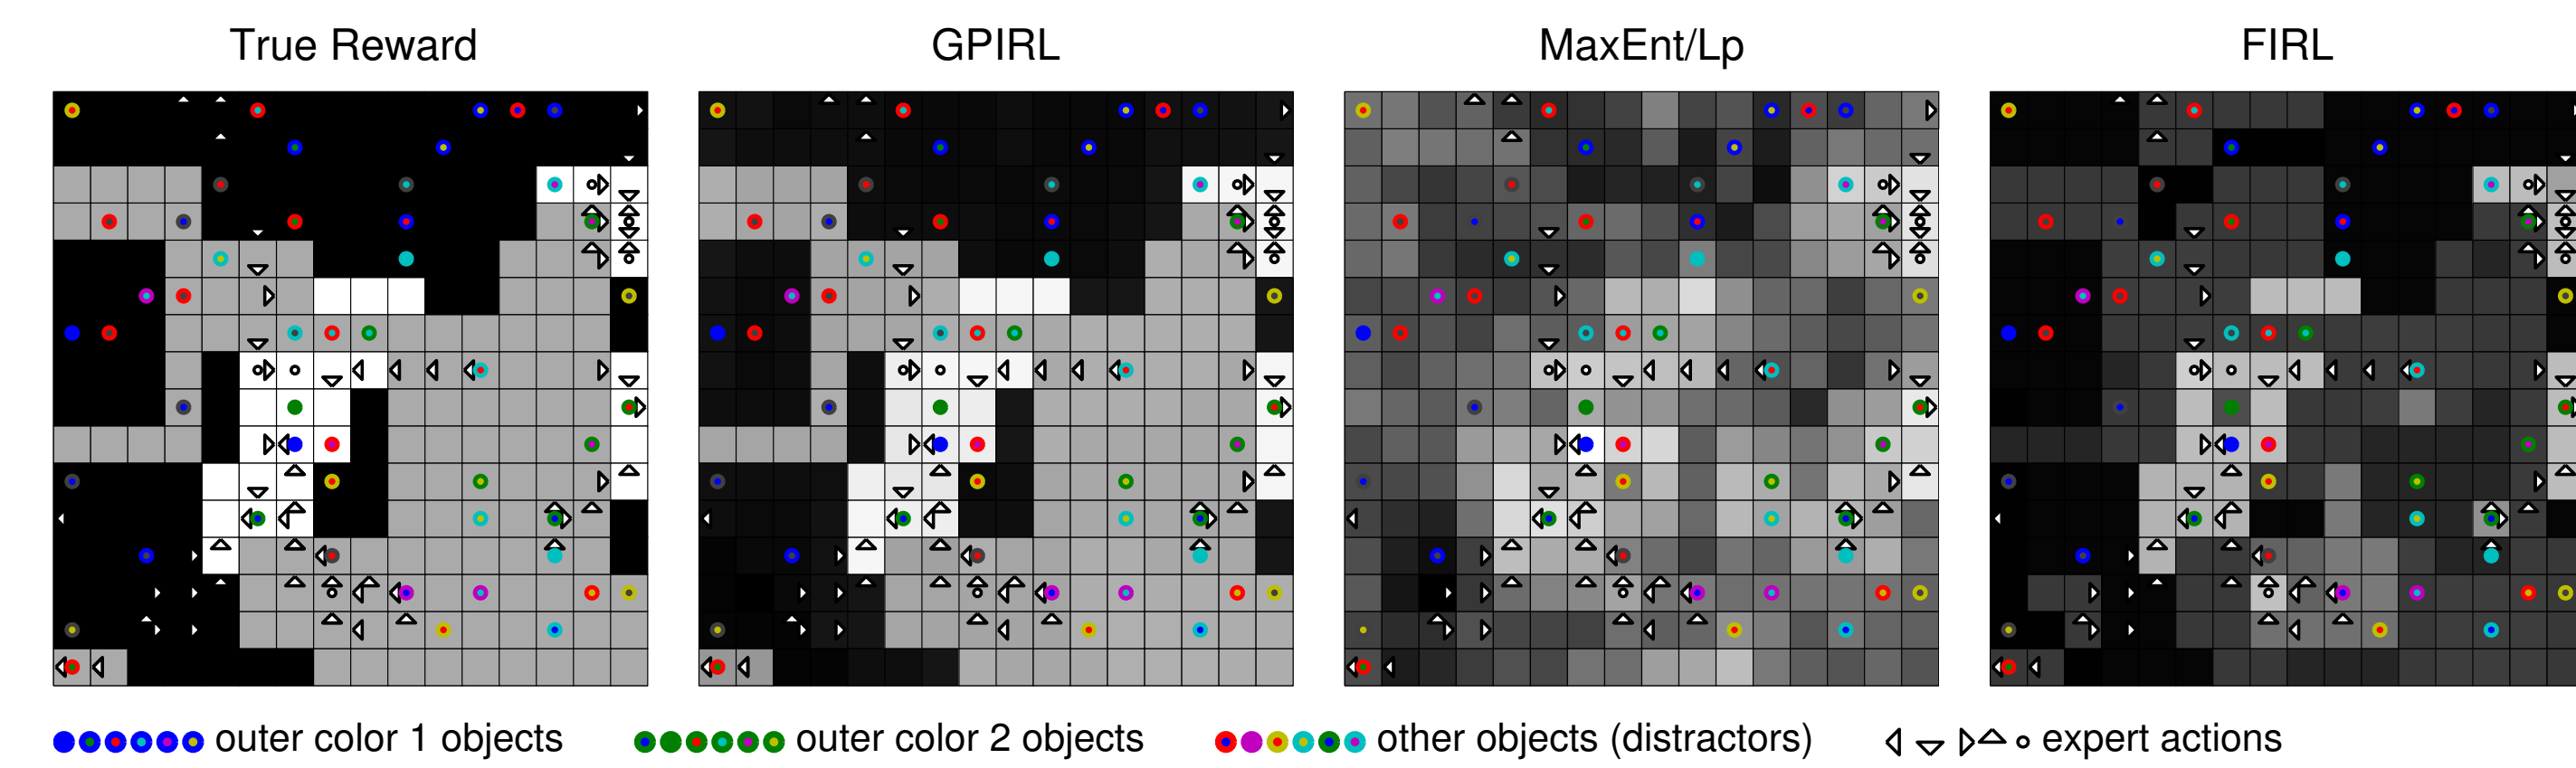 True Reward
GPIRL
MaxEnt/Lp
FIRL
outer color 1 objects
outer color 2 objects
other objects (distractors)
expert actions